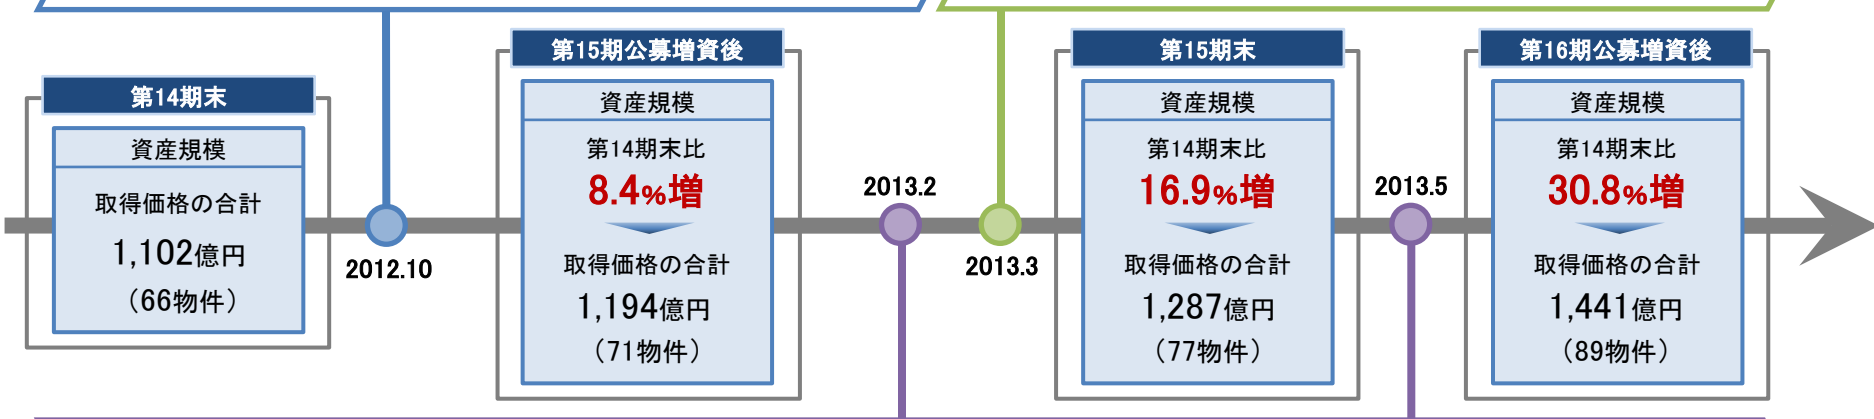 第14期末
資産規模
取得価格の合計
1,102億円
（66物件）
2012.10
第15期公募増資後
資産規模
第14期末比
8.4%増
取得価格の合計
1,194億円
（71物件）
2013.2
2013.3
第15期末
資産規模
第14期末比
16.9%増
取得価格の合計
1,287億円
（77物件）
2013.5
第16期公募増資後
資産規模
第14期末比
30.8%増
取得価格の合計
1,441億円
（89物件）